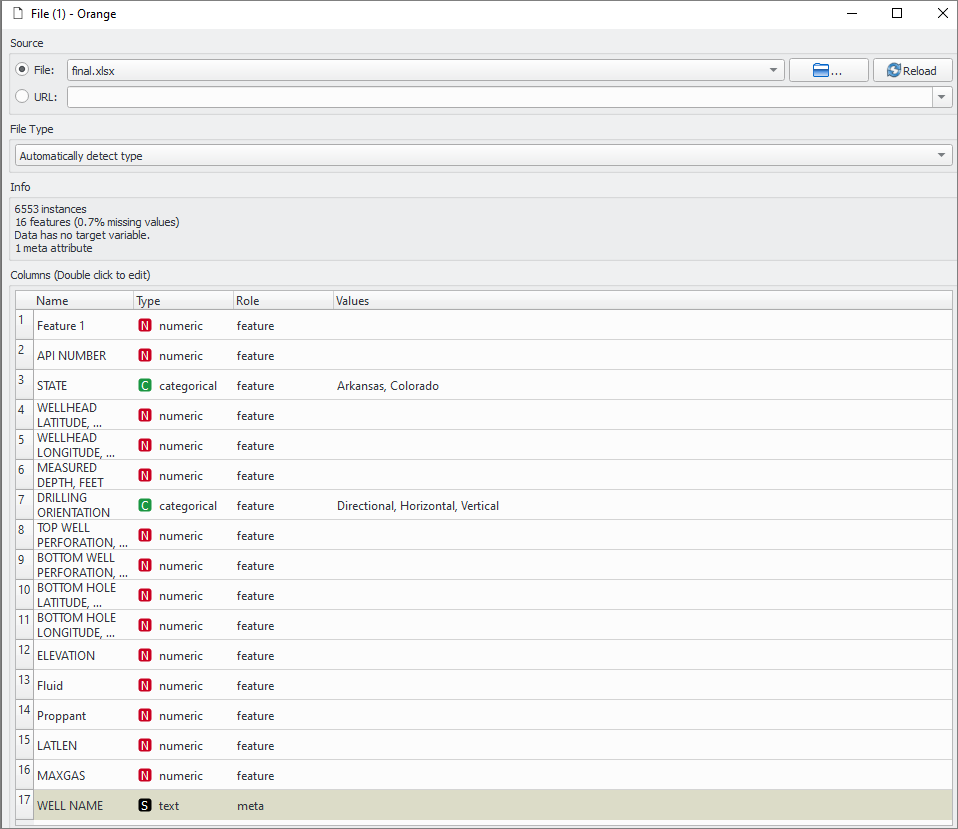 File (1) - Orange
Source
File: final.xlsx ... Reload
URL:
File Type
Automatically detect type
Info
6553 instances
16 features (0.7% missing values)
Data has no target variable.
1 meta attribute
Columns (Double click to edit)
Name Type Role Values
1 Feature 1 N numeric feature
2 API NUMBER N numeric feature
3 STATE C categorical feature Arkansas, Colorado
4 WELLHEAD
LATITUDE, ... N numeric feature
5 WELLHEAD
LONGITUDE, ... N numeric feature
6 MEASURED
DEPTH, FEET N numeric feature
7 DRILLING
ORIENTATION C categorical feature Directional, Horizontal, Vertical
8 TOP WELL
PERFORATION, ... N numeric feature
9 BOTTOM WELL
PERFORATION, ... N numeric feature
10 BOTTOM HOLE
LATITUDE, ... N numeric feature
11 BOTTOM HOLE
LONGITUDE, ... N numeric feature
12 ELEVATION N numeric feature
13 Fluid N numeric feature
14 Proppant N numeric feature
15 LATLEN N numeric feature
16 MAXGAS N numeric feature
17 WELL NAME S text meta